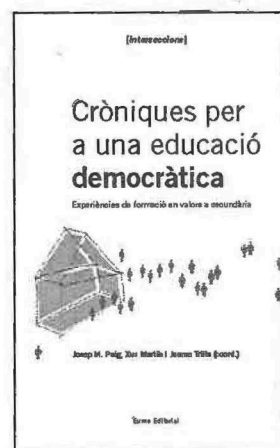 [Interseccions]
Cròniques per
a una educació
democràtica
Experiències de formació en valors a secundària
Josep M. Puig, Xus Martín i Jaume Trilla (coord.)
Eumo Editorial